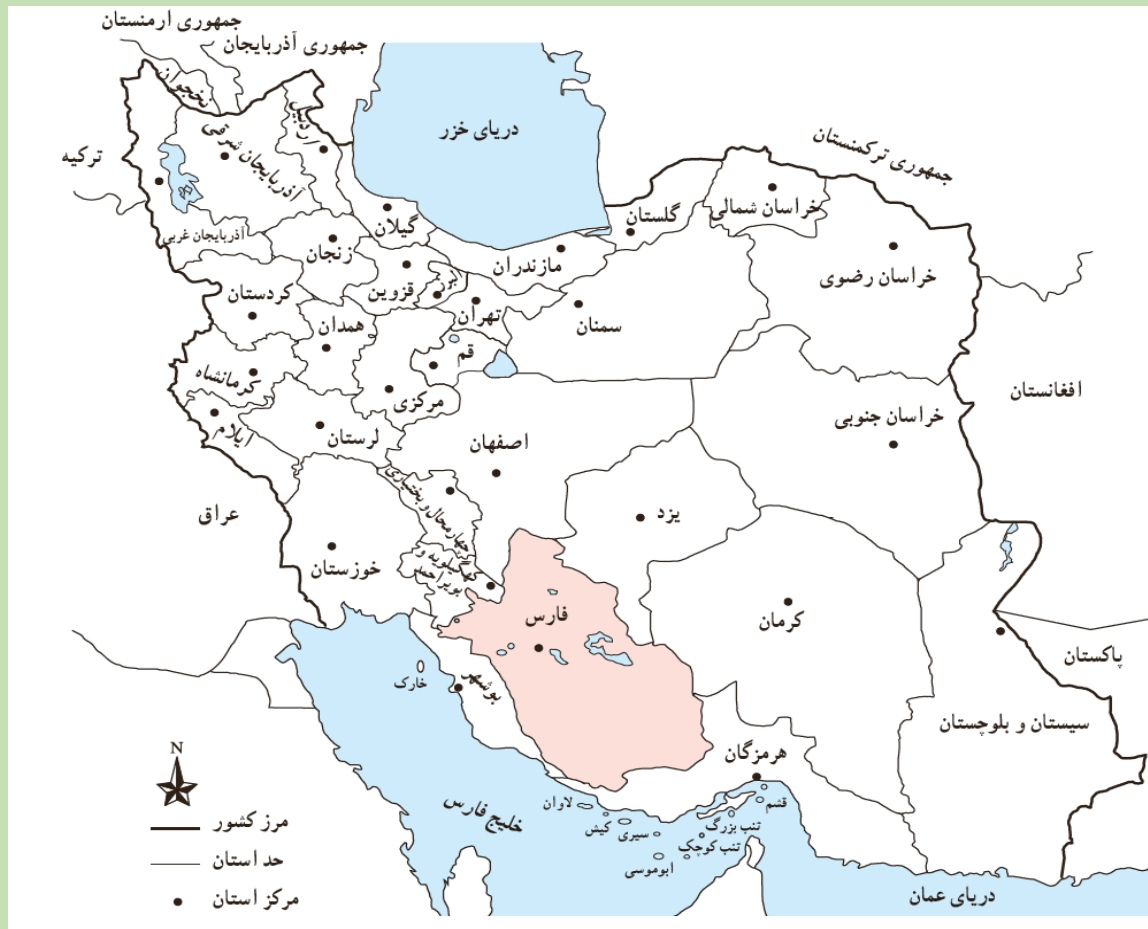 جمهوری ارمنستان
جمهوری آذربایجان
نخجوان
ترکیه
اردبیل
آذربایجان شرقی
دریای خزر
جمهوری ترکمنستان
آذربایجان غربی
گیلان
گلستان
خراسان شمالی
زنجان
مازندران
خراسان رضوی
البرز
قزوین
کردستان
تهران
سمنان
همدان
قم
کرمانشاه
مرکزی
افغانستان
خراسان جنوبی
ایلام
لرستان
اصفهان
عراق
چهارمحال و بختیاری
یزد
خوزستان
کهگیلویه و
بویراحمد
فارس
کرمان
پاکستان
خارک
بوشهر
سیستان و بلوچستان
هرمزگان
N
خلیج فارس
لاوان
کیش
سیری
قشم
تنب بزرگ
تنب کوچک
ابوموسی
دریای عمان
مرز کشور
حد استان
مرکز استان